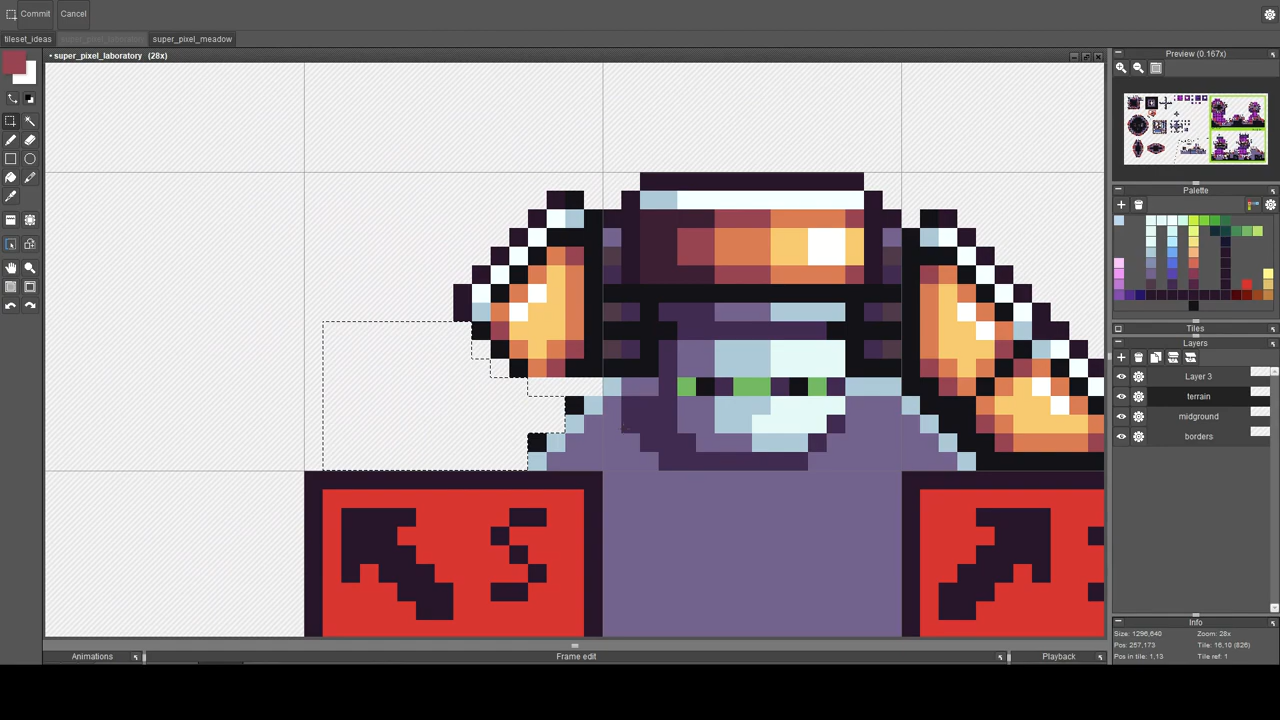 Commit Cancel
tileset_ideas super_pixel_meadow
• super_pixel_laboratory (28x)
Preview (0.167x)
Palette
Tiles
Layers
Layer 3
terrain
midground
borders
Info
Size: 1296,640 Zoom: 28x
Pos: 257,173 Tile: 16,10 (826)
Pos in tile: 1,13 Tile ref: 1
S
Animations Frame edit Playback